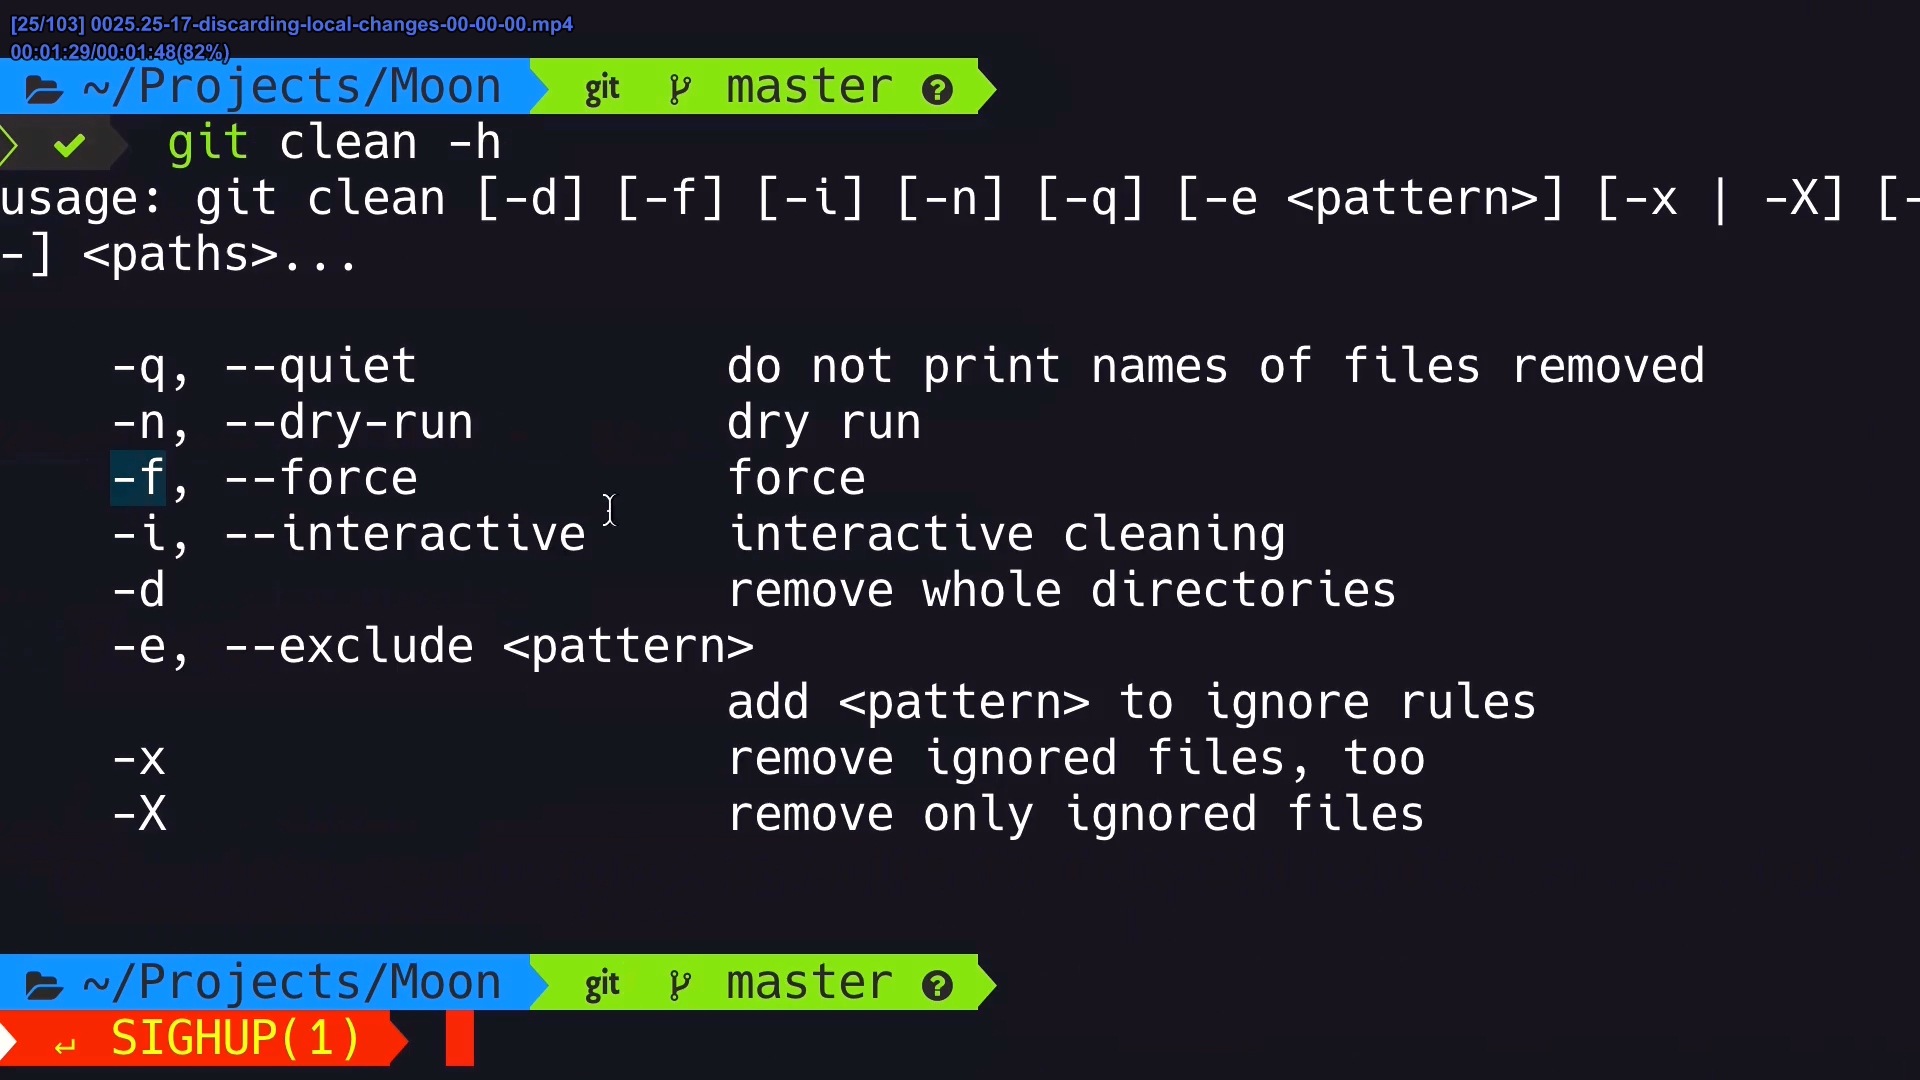 [25/103] 0025.25-17-discarding-local-changes-00-00-00.mp4
00:01:29/00:01:48(82%)
~/Projects/Moon git master ?
✔ git clean -h
usage: git clean [-d] [-f] [-i] [-n] [-q] [-e <pattern>] [-x | -X] [-
-] <paths>...
-q, --quiet do not print names of files removed
-n, --dry-run dry run
-f, --force force
-i, --interactive interactive cleaning
-d remove whole directories
-e, --exclude <pattern>
add <pattern> to ignore rules
-x remove ignored files, too
-X remove only ignored files
~/Projects/Moon git master ?
↵ SIGHUP(1)